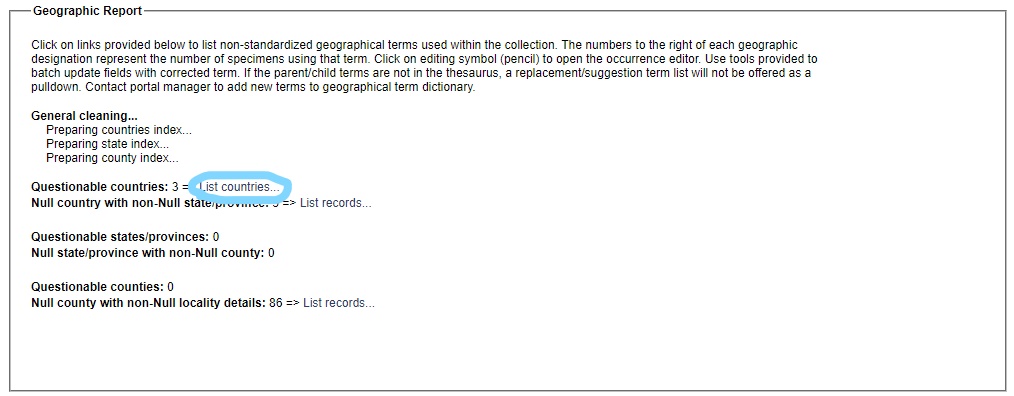 Geographic Report
Click on links provided below to list non-standardized geographical terms used within the collection. The numbers to the right of each geographic
designation represent the number of specimens using that term. Click on editing symbol (pencil) to open the occurrence editor. Use tools provided to
batch update fields with corrected term. If the parent/child terms are not in the thesaurus, a replacement/suggestion term list will not be offered as a
pulldown. Contact portal manager to add new terms to geographical term dictionary.
General cleaning...
Preparing countries index...
Preparing state index...
Preparing county index...
Questionable countries: 3 = List countries...
Null country with non-Null state/province: => List records...
Questionable states/provinces: 0
Null state/province with non-Null county: 0
Questionable counties: 0
Null county with non-Null locality details: 86 => List records...